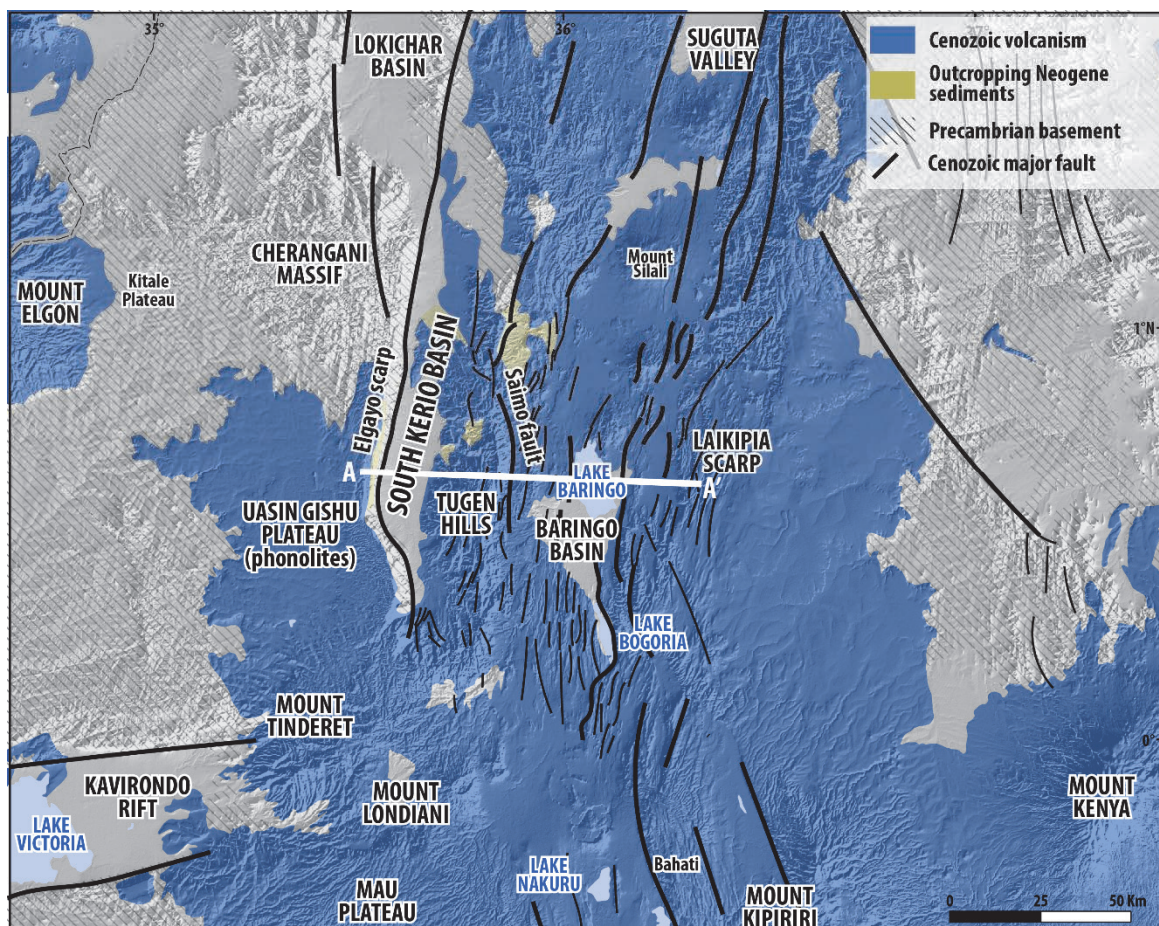 35°
36°
LOKICHAR
BASIN
SUGUTA
VALLEY
Cenozoic volcanism
Outcropping Neogene
sediments
Precambrian basement
Cenozoic major fault
CHERANGANI
MASSIF
Mount
Silali
MOUNT
ELGON
Kitale
Plateau
1°N
Elgayo scarp
SOUTH KERIO BASIN
Saimo fault
LAIKIPIA
SCARP
A
A'
LAKE
BARINGO
UASIN GISHU
PLATEAU
(phonolites)
TUGEN
HILLS
BARINGO
BASIN
LAKE
BOGORIA
MOUNT
TINDERET
0°
KAVIRONDO
RIFT
MOUNT
LONDIANI
MOUNT
KENYA
LAKE
VICTORIA
Bahati
LAKE
NAKURU
MAU
PLATEAU
MOUNT
KIPIRIRI
0
25
50 Km